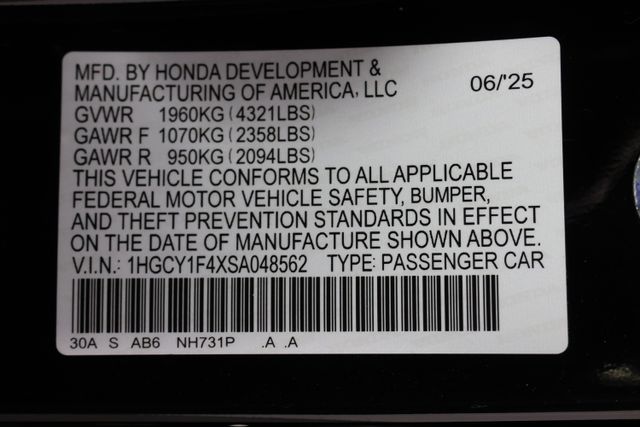 MFD. BY HONDA DEVELOPMENT &
MANUFACTURING OF AMERICA, LLC 06/'25
GVWR 1960KG (4321LBS)
GAWR F 1070KG (2358LBS)
GAWR R 950KG (2094LBS)
THIS VEHICLE CONFORMS TO ALL APPLICABLE
FEDERAL MOTOR VEHICLE SAFETY, BUMPER,
AND THEFT PREVENTION STANDARDS IN EFFECT
ON THE DATE OF MANUFACTURE SHOWN ABOVE.
V.I.N.: 1HGCY1F4XSA048562 TYPE: PASSENGER CAR
30A S AB6 NH731P .A .A